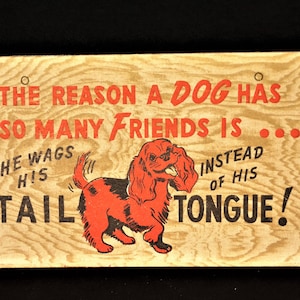 THE REASON A DOG HAS
SO MANY FRIENDS IS ...
HE WAGS
HIS
TAIL
INSTEAD
OF HIS
TONGUE!